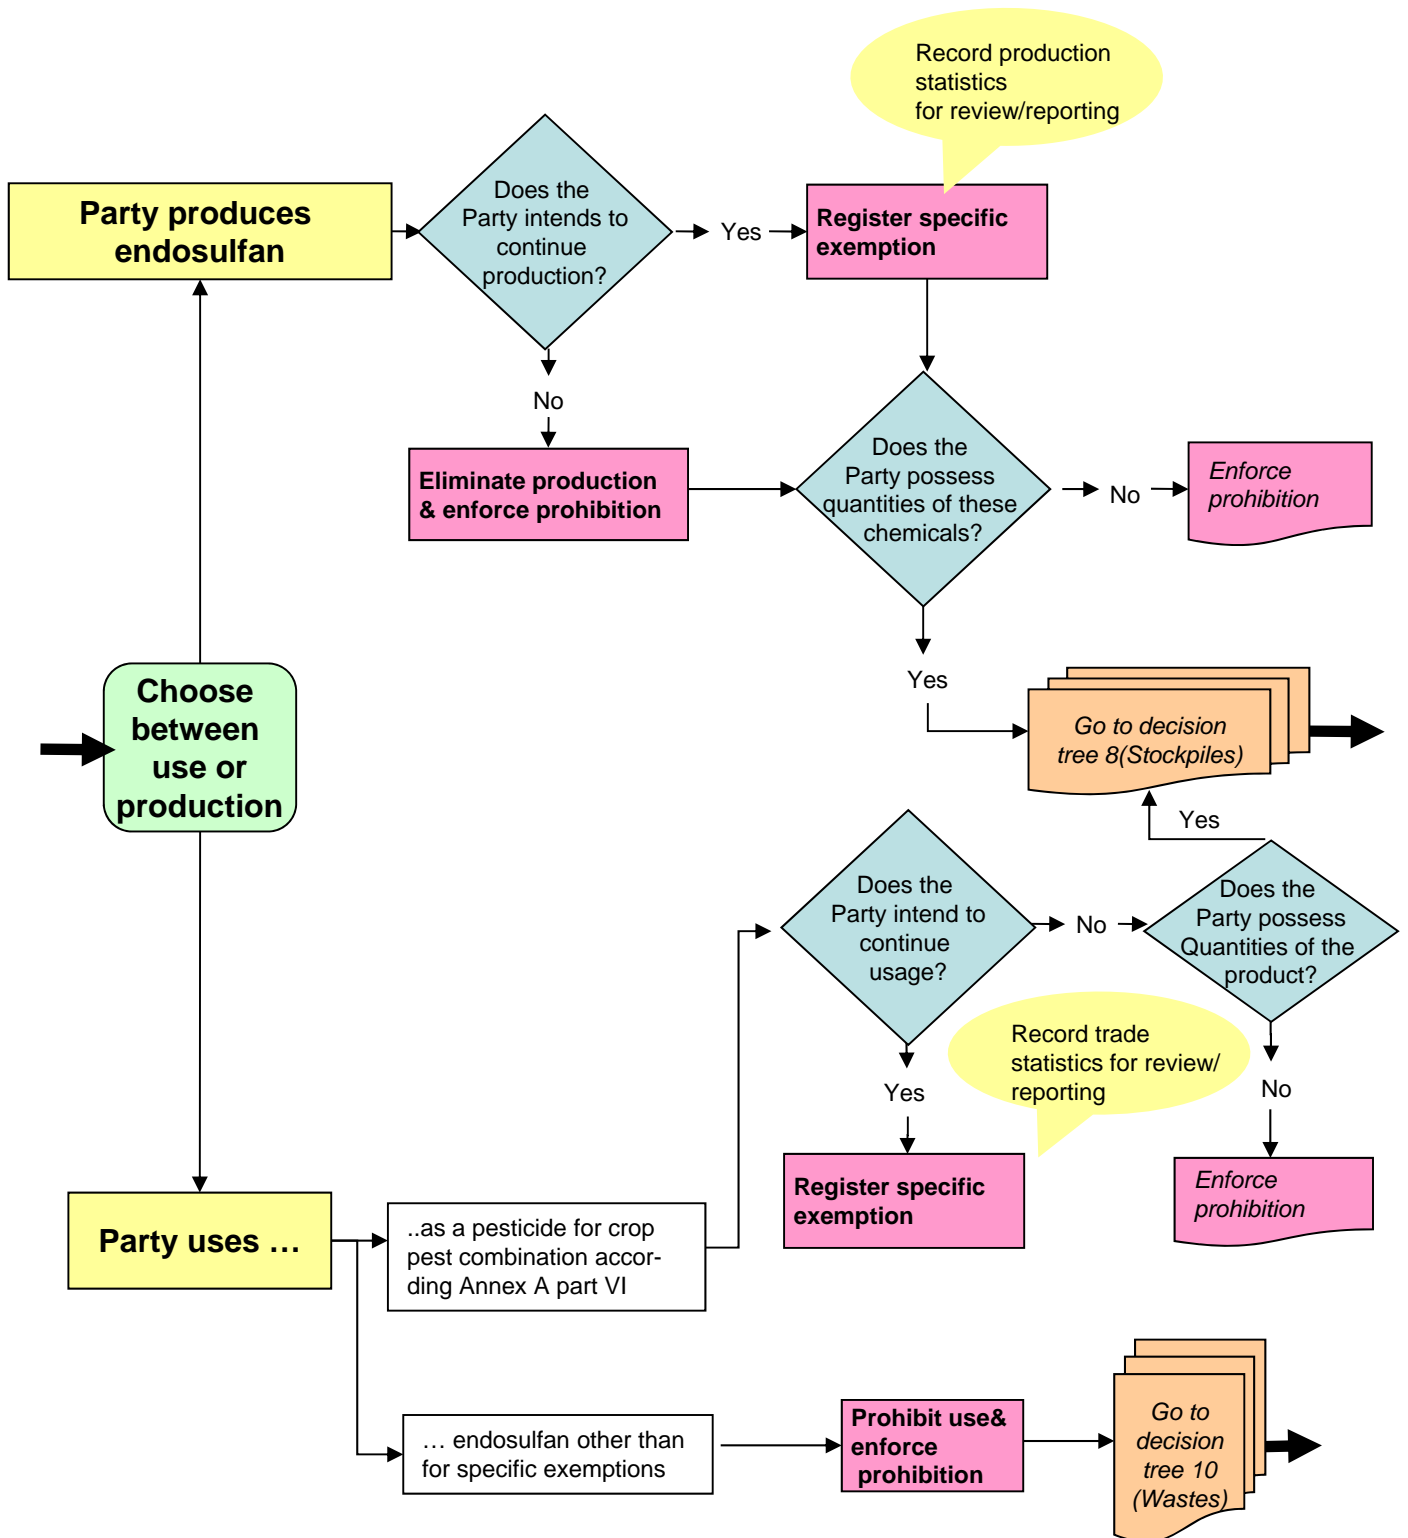 Record production
statistics
for review/reporting
Party produces
endosulfan
Does the
Party intends to
continue
production?
Yes
Register specific
exemption
No
Eliminate production
& enforce prohibition
Does the
Party possess
quantities of these
chemicals?
No
Enforce
prohibition
Yes
Choose
between
use or
production
Go to decision
tree 8(Stockpiles)
Yes
Does the
Party intend to
continue
usage?
No
Does the
Party possess
Quantities of the
product?
Record trade
statistics for review/
reporting
Yes
No
Register specific
exemption
Enforce
prohibition
Party uses …
..as a pesticide for crop
pest combination accor-
ding Annex A part VI
… endosulfan other than
for specific exemptions
Prohibit use&
enforce
prohibition
Go to
decision
tree 10
(Wastes)